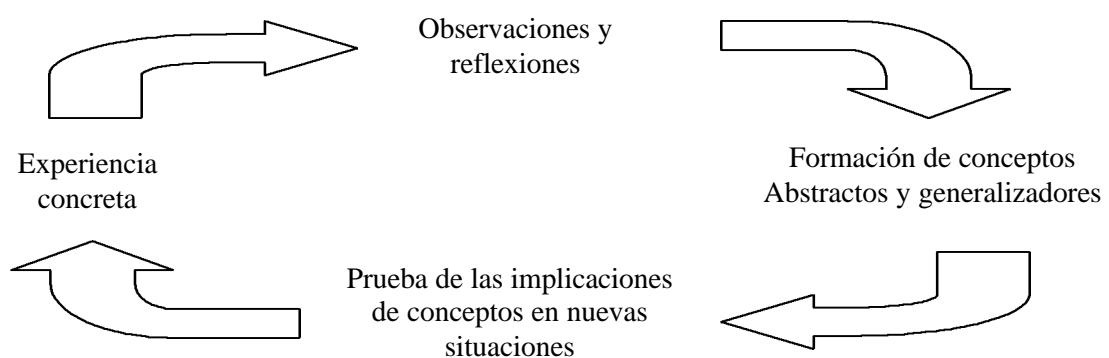 Observaciones y
reflexiones
Experiencia
concreta
Formación de conceptos
Abstractos y generalizadores
Prueba de las implicaciones
de conceptos en nuevas
situaciones